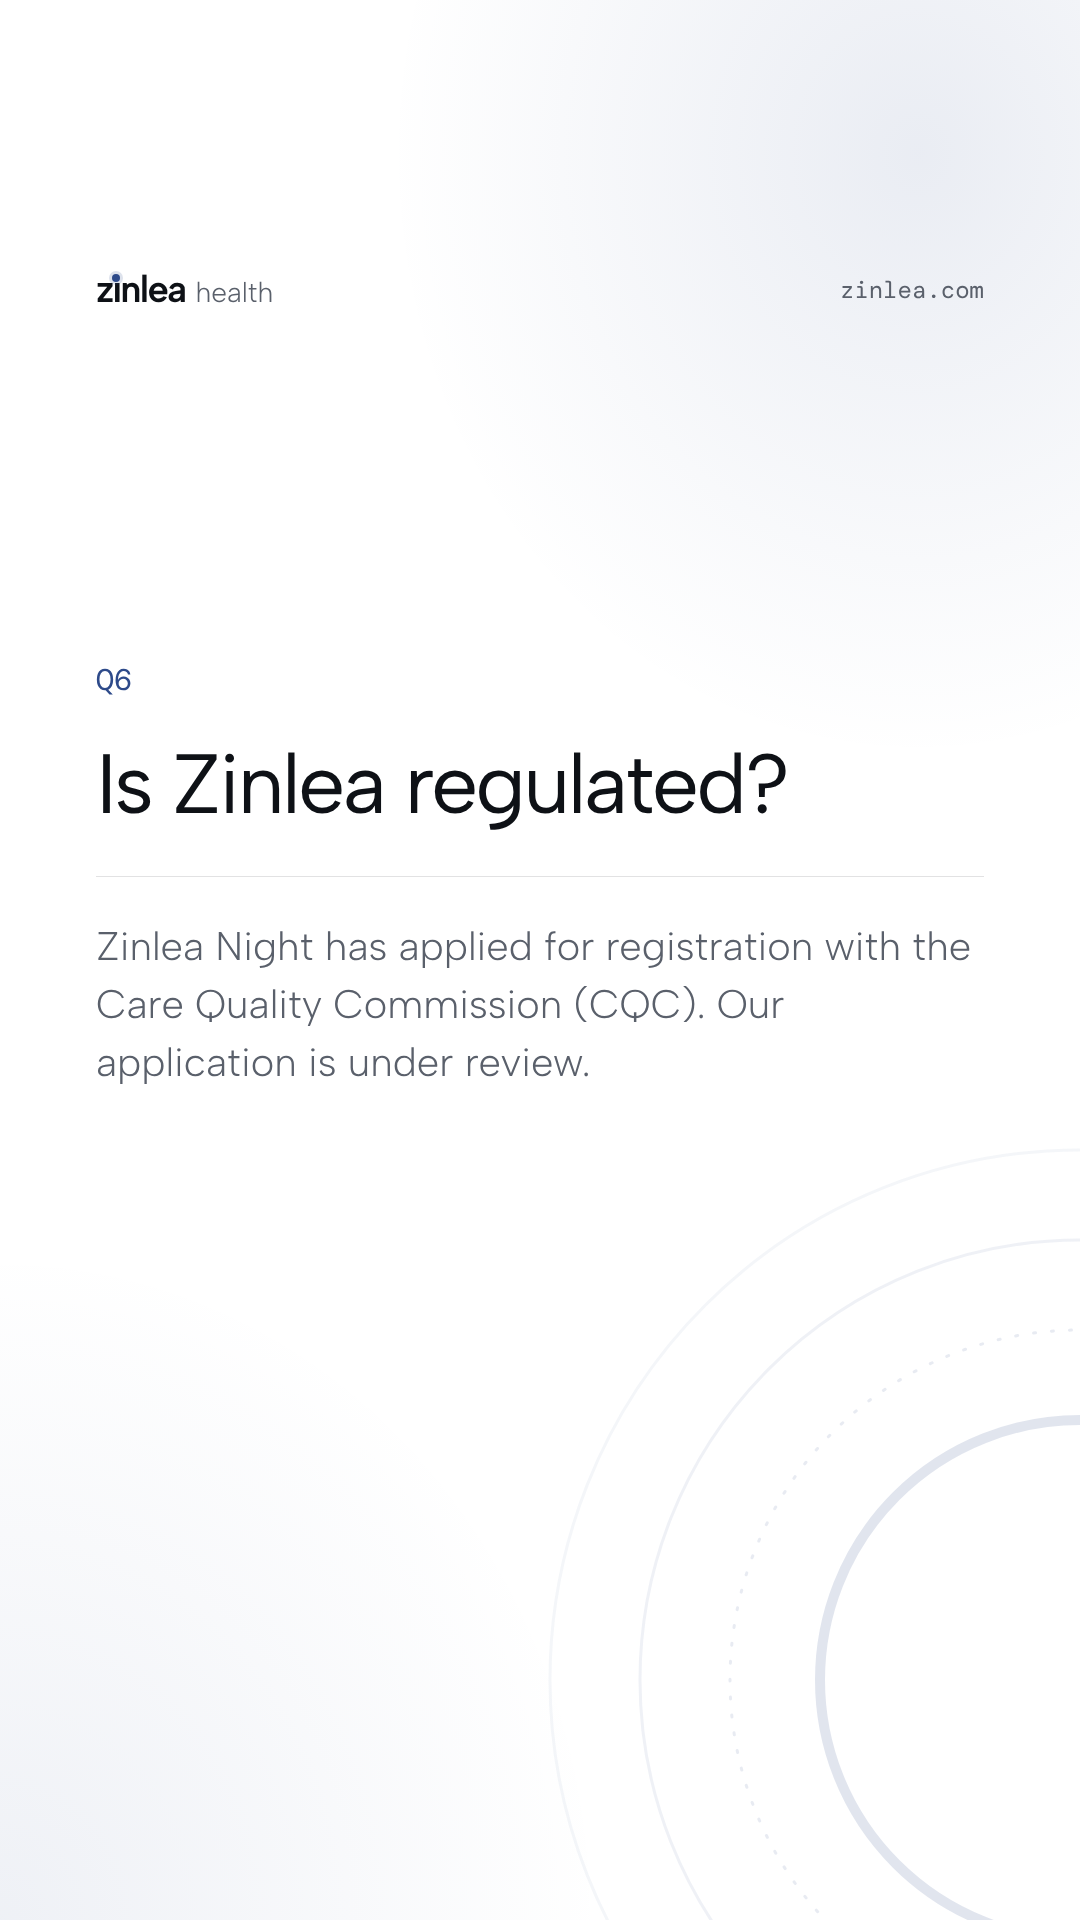 zinlea health
zinlea.com
Q6
Is Zinlea regulated?
Zinlea Night has applied for registration with the
Care Quality Commission (CQC). Our
application is under review.